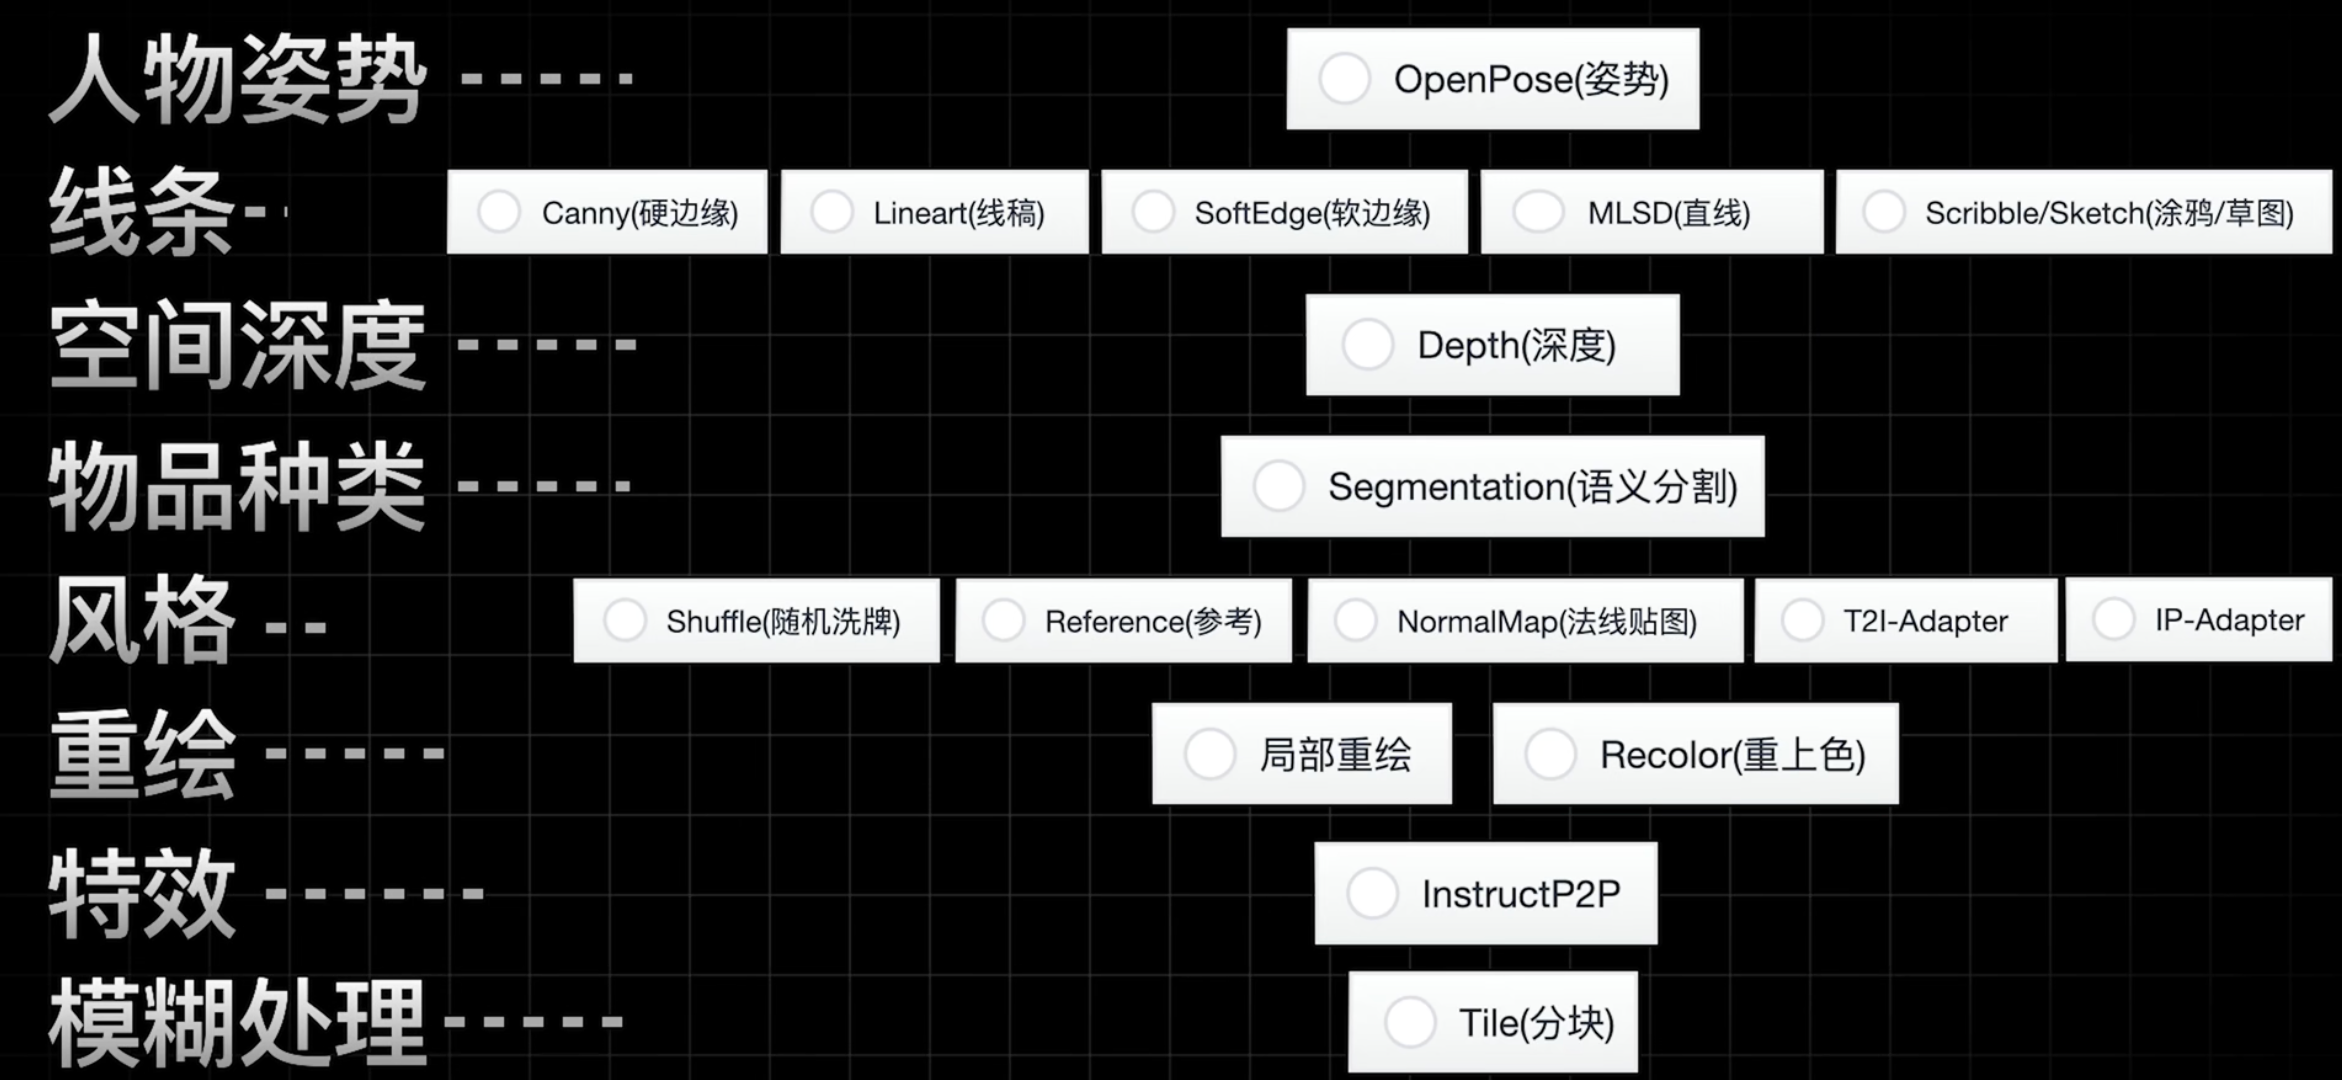 人物姿势 OpenPose(姿势)
线条 Canny(硬边缘) Lineart(线稿) SoftEdge(软边缘) MLSD(直线) Scribble/Sketch(涂鸦/草图)
空间深度 Depth(深度)
物品种类 Segmentation(语义分割)
风格 Shuffle(随机洗牌) Reference(参考) NormalMap(法线贴图) T2I-Adapter IP-Adapter
重绘 局部重绘 Recolor(重上色)
特效 InstructP2P
模糊处理 Tile(分块)